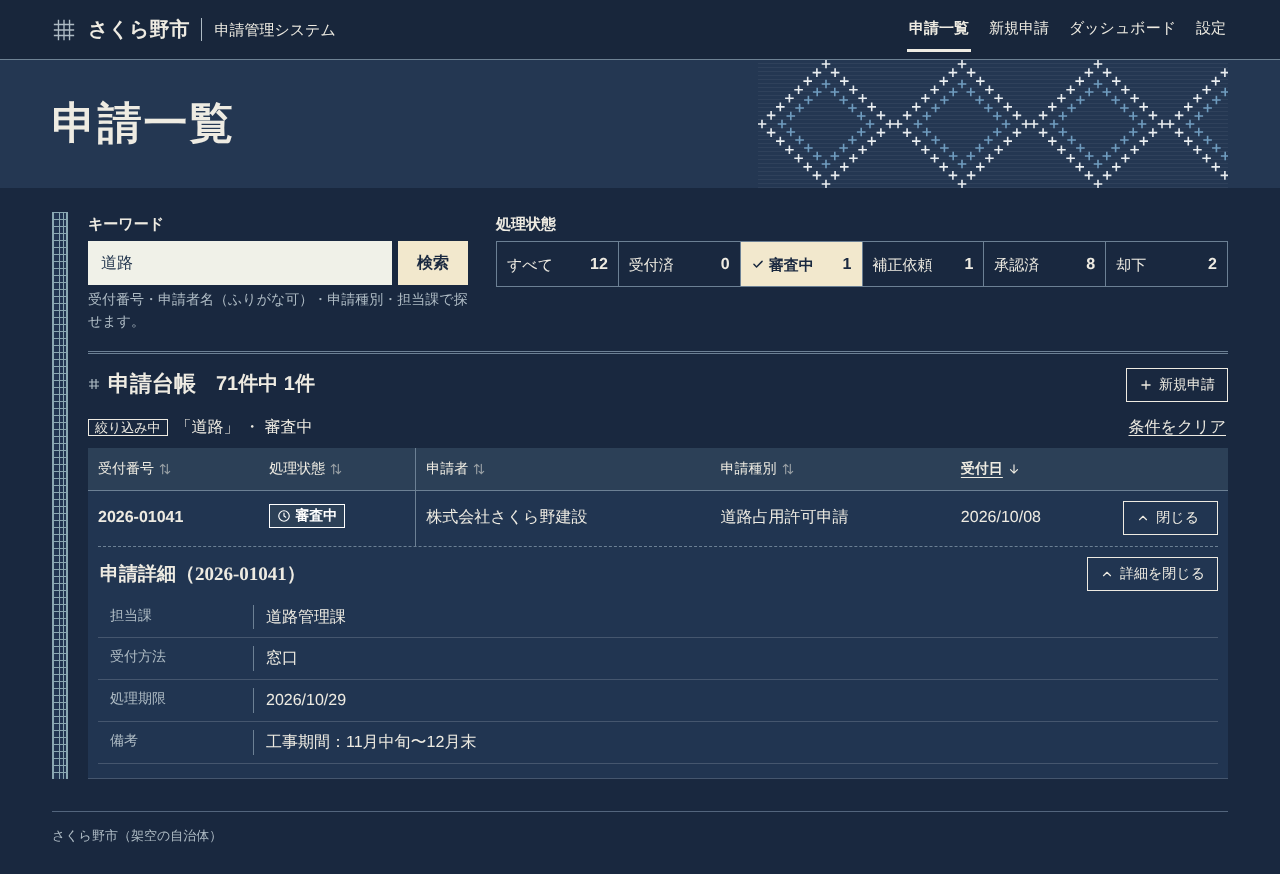 さくら野市
申請管理システム
申請一覧
新規申請
ダッシュボード
設定
申請一覧
キーワード
道路
検索
受付番号・申請者名（ふりがな可）・申請種別・担当課で探
せます。
処理状態
すべて 12
受付済 0
審査中 1
補正依頼 1
承認済 8
却下 2
申請台帳 71件中 1件
新規申請
絞り込み中 「道路」 ・ 審査中
条件をクリア
受付番号 処理状態 申請者 申請種別 受付日
2026-01041 審査中 株式会社さくら野建設 道路占用許可申請 2026/10/08 閉じる
申請詳細（2026-01041）
詳細を閉じる
担当課 道路管理課
受付方法 窓口
処理期限 2026/10/29
備考 工事期間：11月中旬〜12月末
さくら野市（架空の自治体）